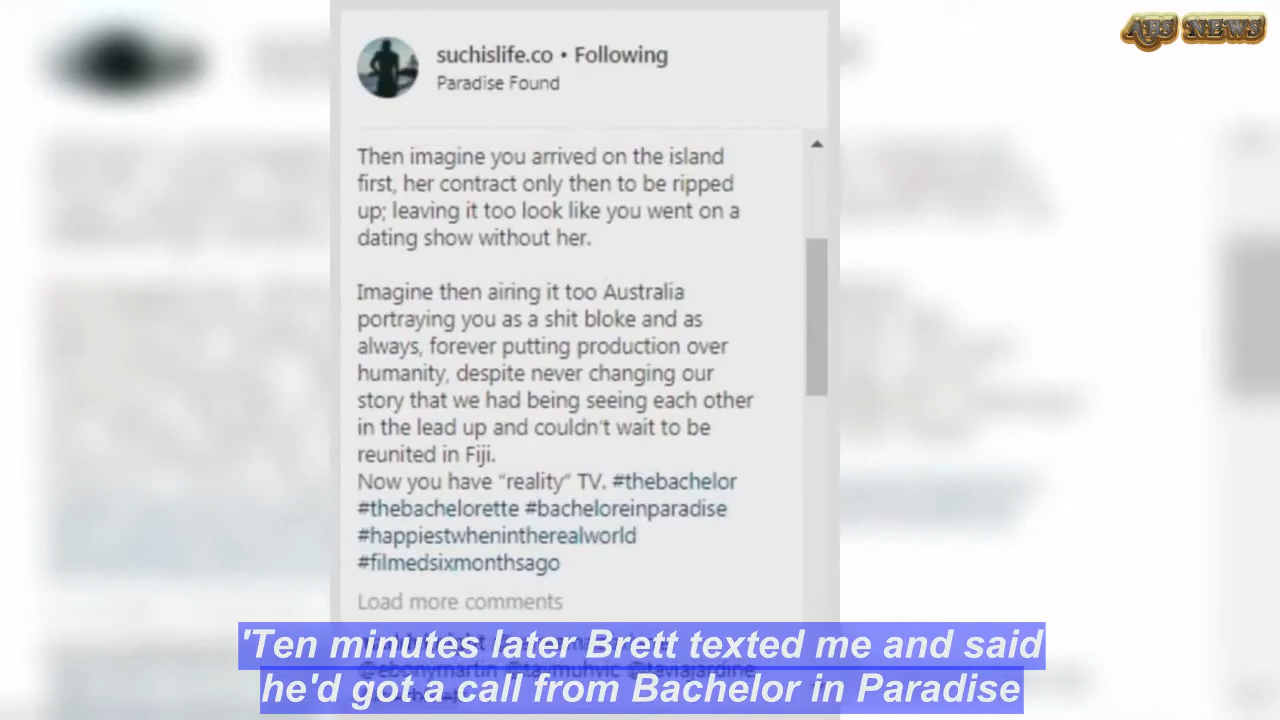 ABS NEWS
suchislife.co • Following
Paradise Found
Then imagine you arrived on the island
first, her contract only then to be ripped
up; leaving it too look like you went on a
dating show without her.
Imagine then airing it too Australia
portraying you as a shit bloke and as
always, forever putting production over
humanity, despite never changing our
story that we had being seeing each other
in the lead up and couldn't wait to be
reunited in Fiji.
Now you have “reality” TV. #thebachelor
#thebachelorette #bacheloreinparadise
#happiestwhenintherealworld
#filmedsixmonthsago
Load more comments
'Ten minutes later Brett texted me and said
@ebonymartin @taymuhvic @taviajardine
he'd got a call from Bachelor in Paradise